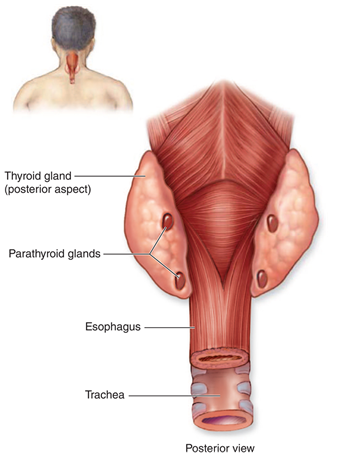 Thyroid gland
(posterior aspect)
Parathyroid glands
Esophagus
Trachea
Posterior view